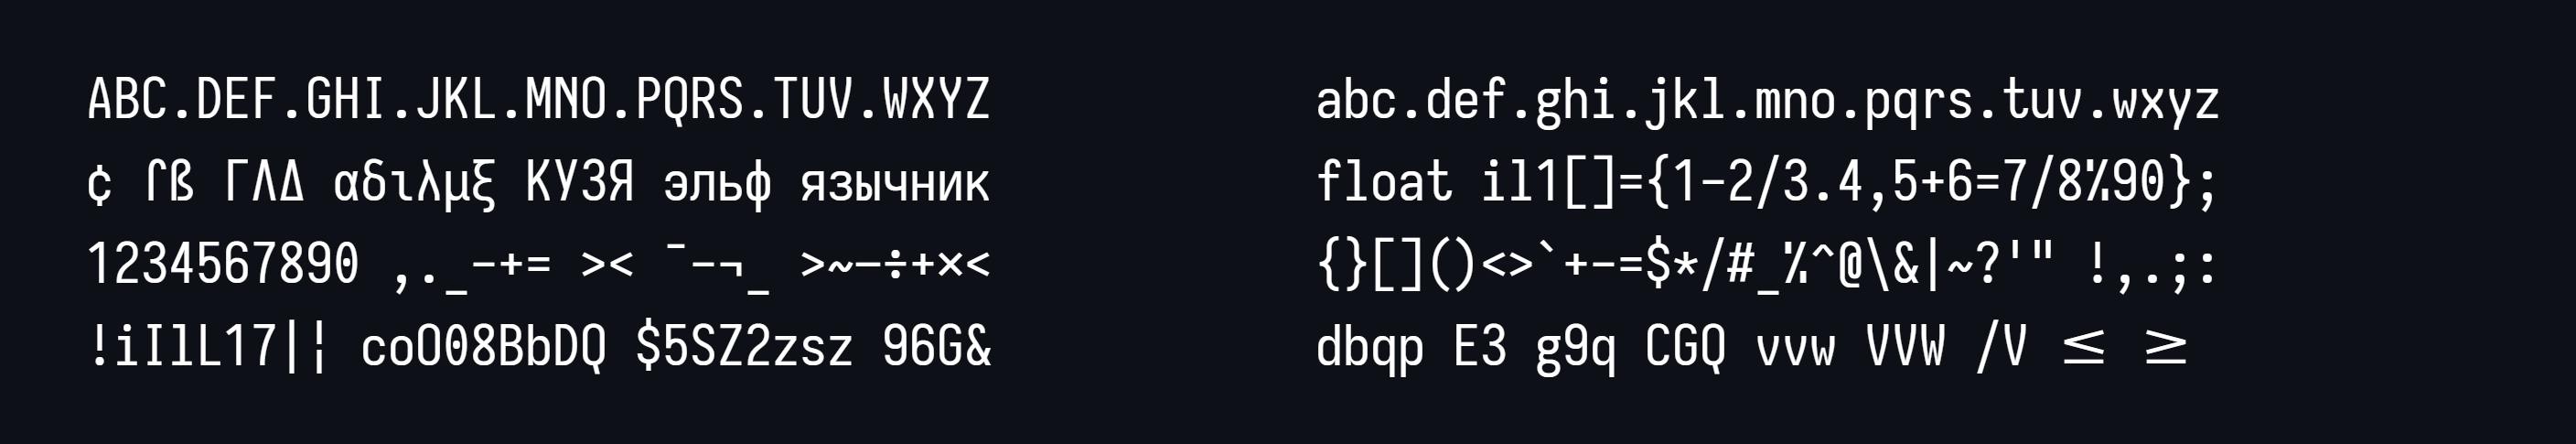 ABC.DEF.GHI.JKL.MNO.PQRS.TUV.WXYZ
¢ ſß ΓΛΔ αδιλμξ КУЗЯ эльф язычник
1234567890 ,._-+= >< ¯-¬_ >~–÷+×<
!iIlL17|¦ coO08BbDQ $5SZ2zsz 96G&
abc.def.ghi.jkl.mno.pqrs.tuv.wxyz
float il1[]={1-2/3.4,5+6=7/8%90};
{}[]()<>`+-=$*/#_%^@\&|~?'" !,.;:
dbqp E3 g9q CGQ vvw VVW /V ≤ ≥